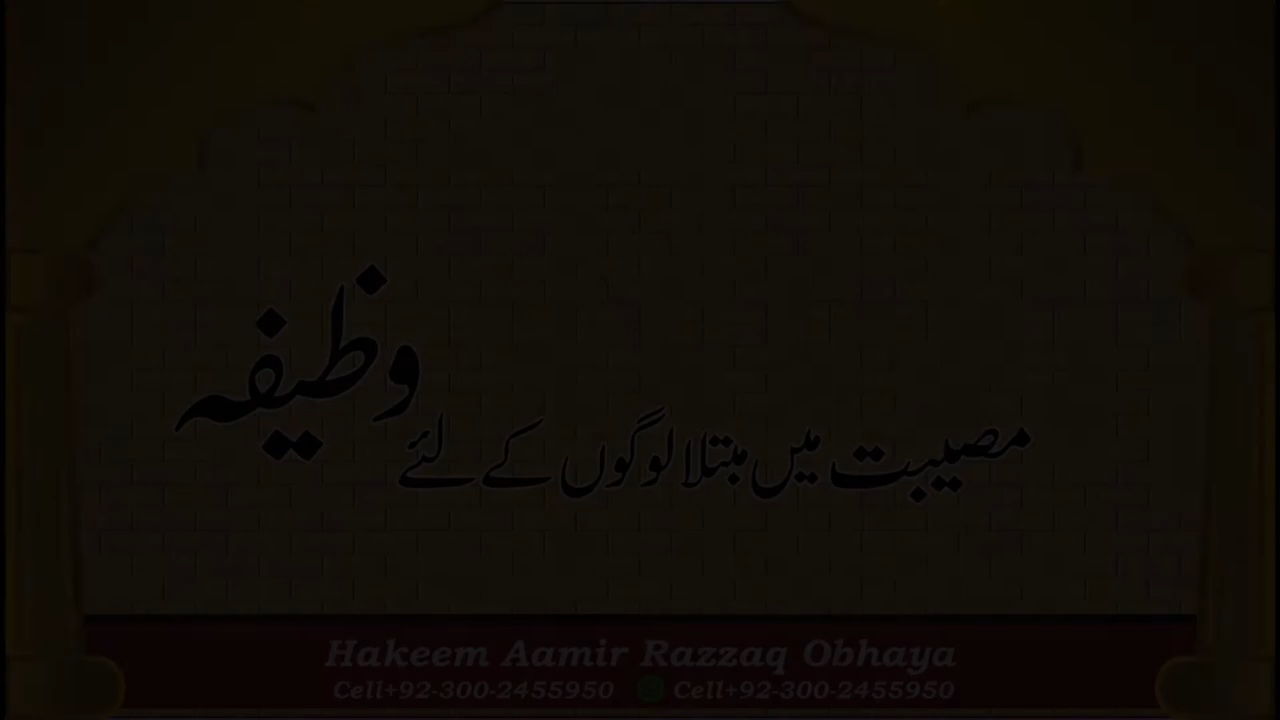 مصیبت میں مبتلا لوگوں کے لئے
وظیفہ
Hakeem Aamir Razzaq Obhaya
Cell+92-300-2455950 Cell+92-300-2455950